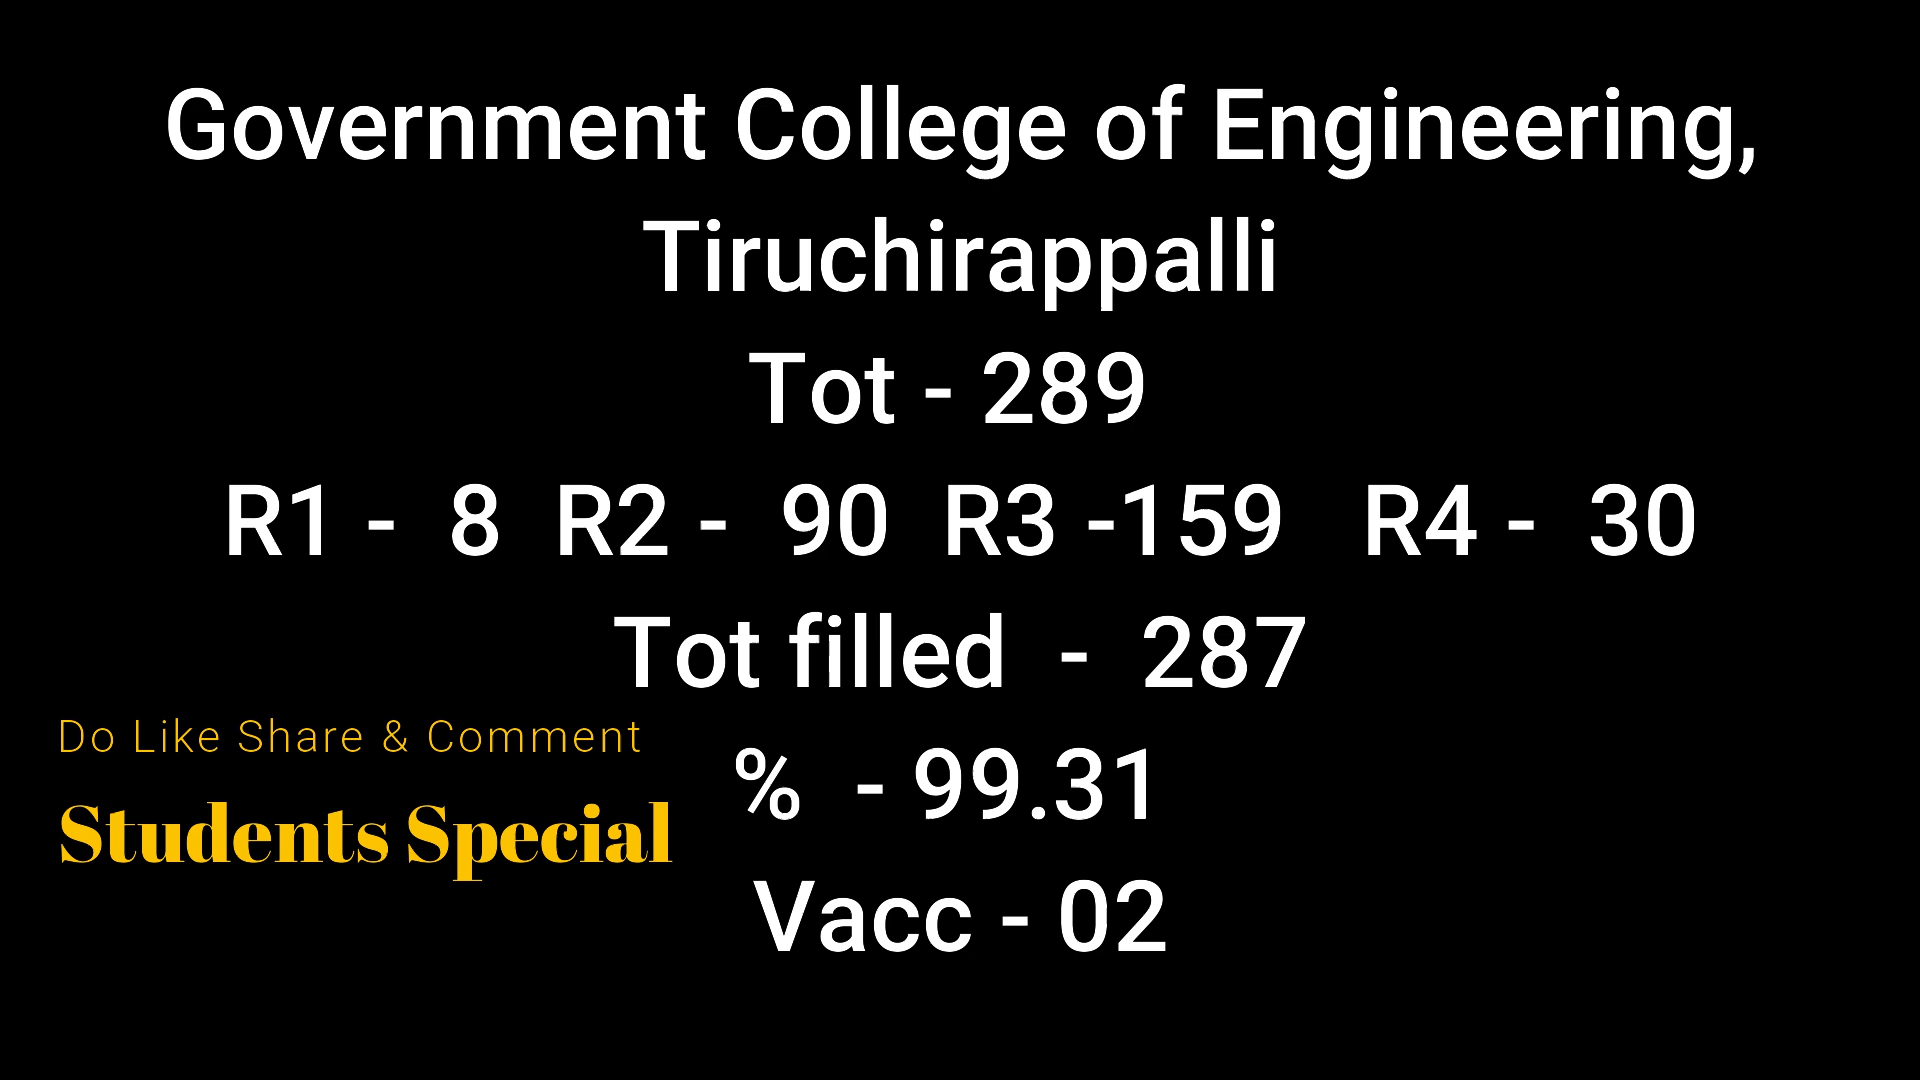 Government College of Engineering,
Tiruchirappalli
Tot - 289
R1 - 8 R2 - 90 R3 -159 R4 - 30
Tot filled - 287
% - 99.31
Vacc - 02
Do Like Share & Comment
Students Special